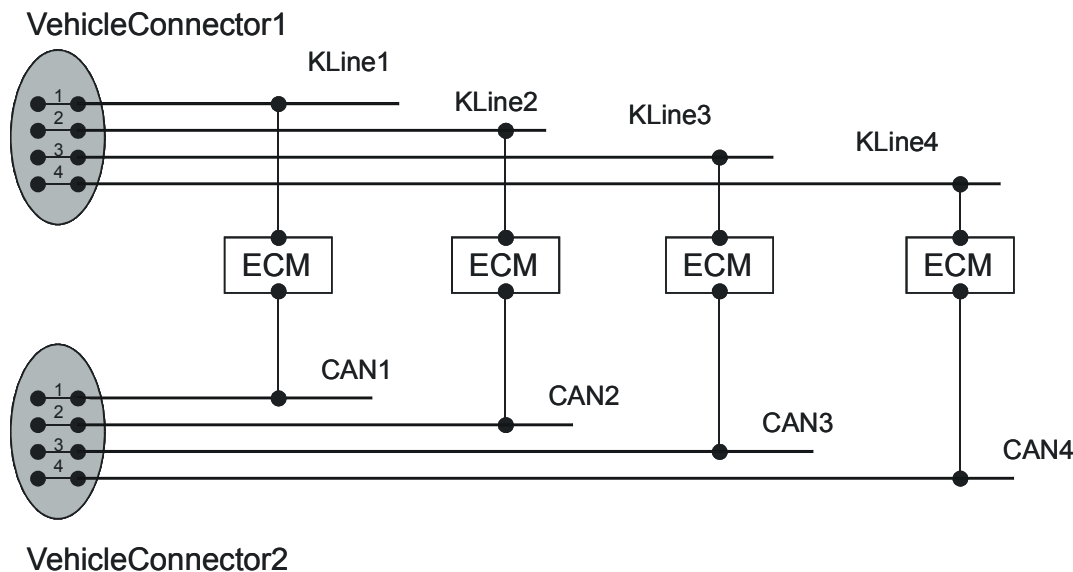 VehicleConnector1
KLine1
KLine2
KLine3
KLine4
1
2
3
4
ECM ECM ECM ECM
CAN1
CAN2
CAN3
CAN4
1
2
3
4
VehicleConnector2